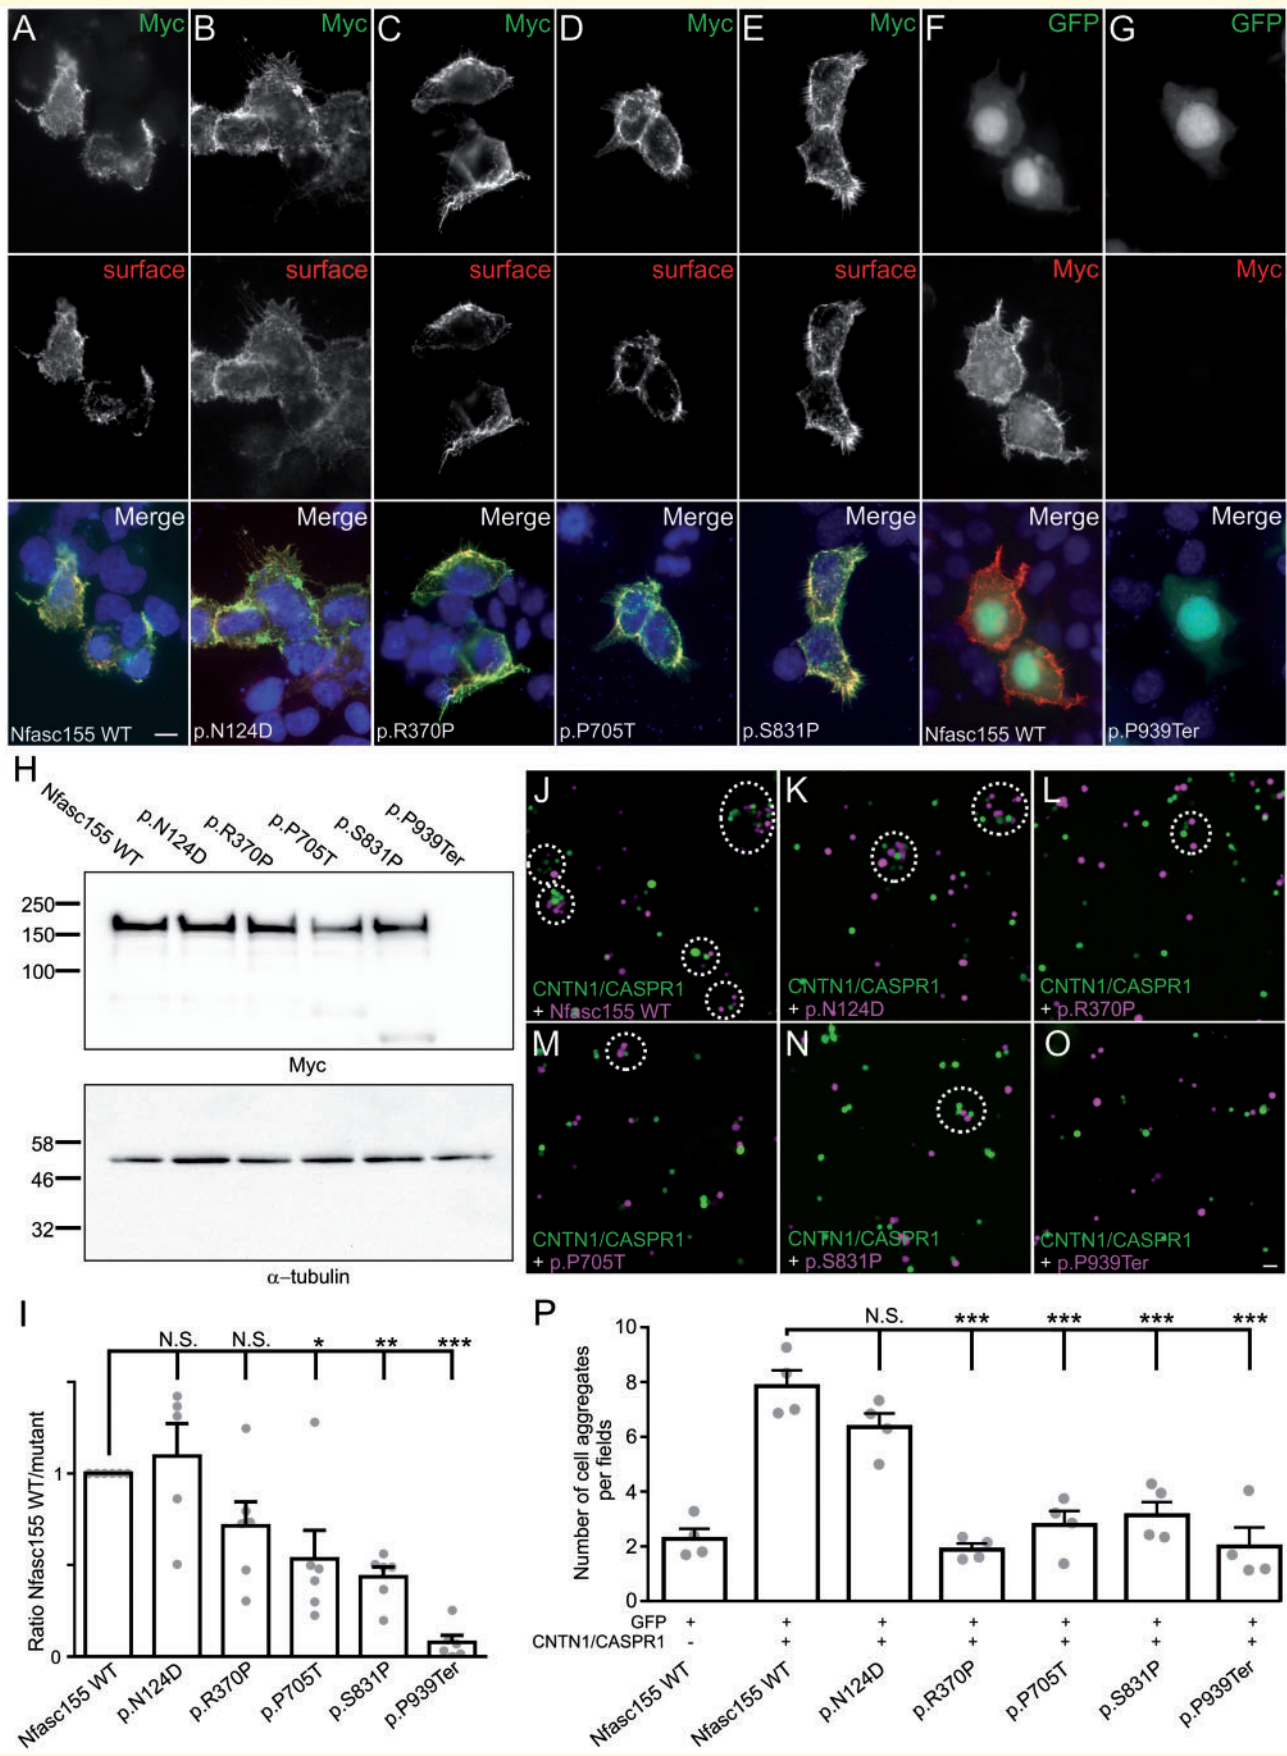 A Myc B Myc C Myc D Myc E Myc F GFP G GFP
surface surface surface surface surface Myc Myc
Merge Merge Merge Merge Merge Merge Merge
Nfasc155 WT p.N124D p.R370P p.P705T p.S831P Nfasc155 WT p.P939Ter
H
Nfasc155 WT p.N124D p.R370P p.P705T p.S831P p.P939Ter
250
150
100
Myc
58
46
32
α–tubulin
J K L
CNTN1/CASPR1 CNTN1/CASPR1 CNTN1/CASPR1
+ Nfasc155 WT + p.N124D + p.R370P
M N O
CNTN1/CASPR1 CNTN1/CASPR1 CNTN1/CASPR1
+ p.P705T + p.S831P + p.P939Ter
I
N.S. N.S. * ** ***
Ratio Nfasc155 WT/mutant
1
0
Nfasc155 WT p.N124D p.R370P p.P705T p.S831P p.P939Ter
P
N.S. *** *** *** ***
Number of cell aggregates
per fields
10
8
6
4
2
0
GFP + + + + + + +
CNTN1/CASPR1 - + + + + + +
Nfasc155 WT Nfasc155 WT p.N124D p.R370P p.P705T p.S831P p.P939Ter